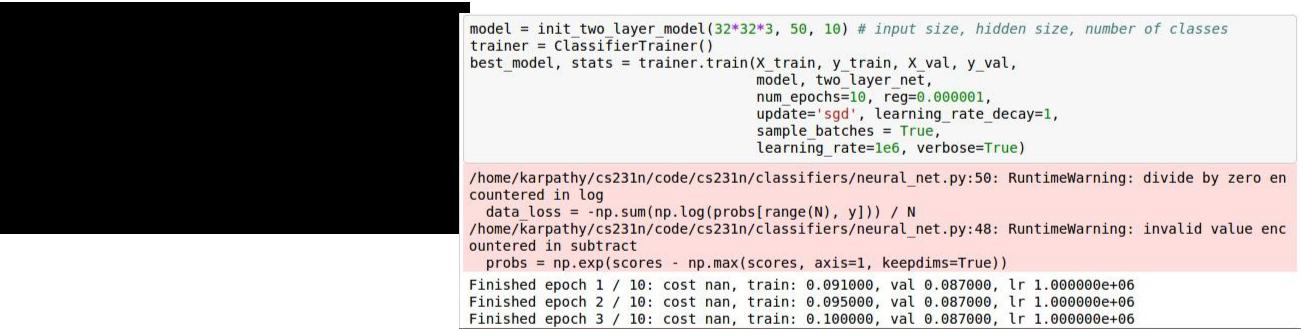 model = init_two_layer_model(32*32*3, 50, 10) # input size, hidden size, number of classes
trainer = ClassifierTrainer()
best_model, stats = trainer.train(X_train, y_train, X_val, y_val,
model, two_layer_net,
num_epochs=10, reg=0.000001,
update='sgd', learning_rate_decay=1,
sample_batches = True,
learning_rate=1e6, verbose=True)
/home/karpathy/cs231n/code/cs231n/classifiers/neural_net.py:50: RuntimeWarning: divide by zero en
countered in log
data_loss = -np.sum(np.log(probs[range(N), y])) / N
/home/karpathy/cs231n/code/cs231n/classifiers/neural_net.py:48: RuntimeWarning: invalid value enc
ountered in subtract
probs = np.exp(scores - np.max(scores, axis=1, keepdims=True))
Finished epoch 1 / 10: cost nan, train: 0.091000, val 0.087000, lr 1.000000e+06
Finished epoch 2 / 10: cost nan, train: 0.095000, val 0.087000, lr 1.000000e+06
Finished epoch 3 / 10: cost nan, train: 0.100000, val 0.087000, lr 1.000000e+06